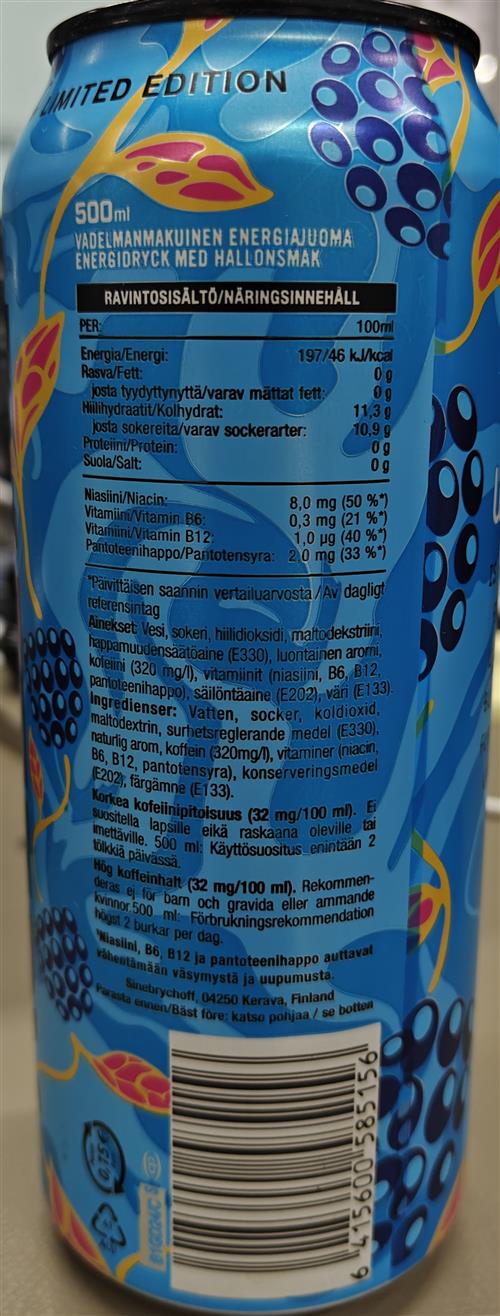 LIMITED EDITION
500ml
VADELMANMAKUINEN ENERGIAJUOMA
ENERGIDRYCK MED HALLONSMAK
RAVINTOSISÄLTÖ/NÄRINGSINNEHÅLL
PER: 100ml
Energia/Energi: 197/46 kJ/kcal
Rasva/Fett: 0 g
josta tyydyttynyttä/varav mättat fett: 0 g
Hiilihydraatit/Kolhydrat: 11,3 g
josta sokereita/varav sockerarter: 10,9 g
Proteiini/Protein: 0 g
Suola/Salt: 0 g
Niasiini/Niacin: 8,0 mg (50 %*)
Vitamiini/Vitamin B6: 0,3 mg (21 %*)
Vitamiini/Vitamin B12: 1,0 µg (40 %*)
Pantoteenihappo/Pantotensyra: 2,0 mg (33 %*)
*Päivittäisen saannin vertailuarvosta/Av dagligt
referensintag
Ainekset: Vesi, sokeri, hiilidioksidi, maltodekstriini,
happamuudensäätöaine (E330), luontainen aromi,
kofeiini (320 mg/l), vitamiinit (niasiini, B6, B12,
pantoteenihappo), säilöntäaine (E202), väri (E133).
Ingredienser: Vatten, socker, koldioxid,
maltodextrin, surhetsreglerande medel (E330),
naturlig arom, koffein (320mg/l), vitaminer (niacin,
B6, B12, pantotensyra), konserveringsmedel
(E202), färgämne (E133).
Korkea kofeiinipitoisuus (32 mg/100 ml). Ei
suositella lapsille eikä raskaana oleville tai
imettäville. 500 ml: Käyttösuositus enintään 2
tölkkiä päivässä.
Hög koffeinhalt (32 mg/100 ml). Rekommen-
deras ej för barn och gravida eller ammande
kvinnor.500 ml: Förbrukningsrekommendation
högst 2 burkar per dag.
*Niasiini, B6, B12 ja pantoteenihappo auttavat
vähentämään väsymystä ja uupumusta.
Sinebrychoff, 04250 Kerava, Finland
Parasta ennen/Bäst före: katso pohjaa / se botten
0,15€
6 415600 585156